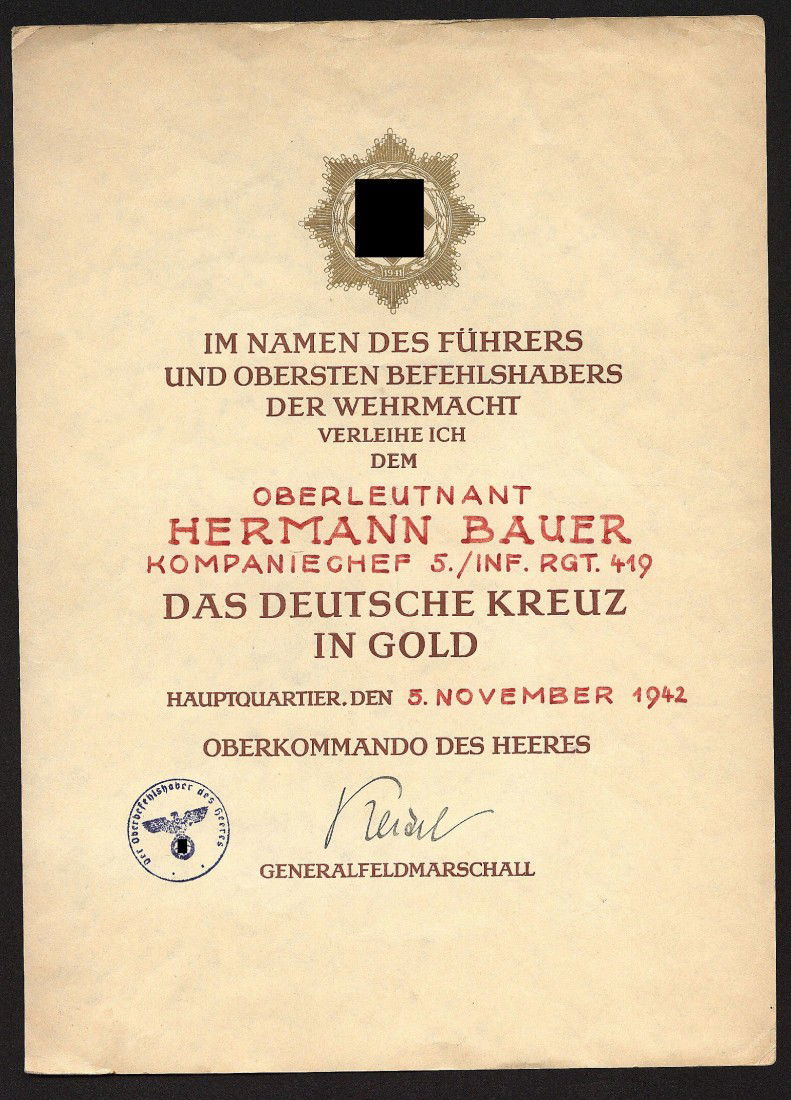 1941
IM NAMEN DES FÜHRERS
UND OBERSTEN BEFEHLSHABERS
DER WEHRMACHT
VERLEIHE ICH
DEM
OBERLEUTNANT
HERMANN BAUER
KOMPANIECHEF 5./INF. RGT. 419
DAS DEUTSCHE KREUZ
IN GOLD
HAUPTQUARTIER, DEN 5. NOVEMBER 1942
OBERKOMMANDO DES HEERES
Der Oberbefehlshaber des Heeres
Keitel
GENERALFELDMARSCHALL